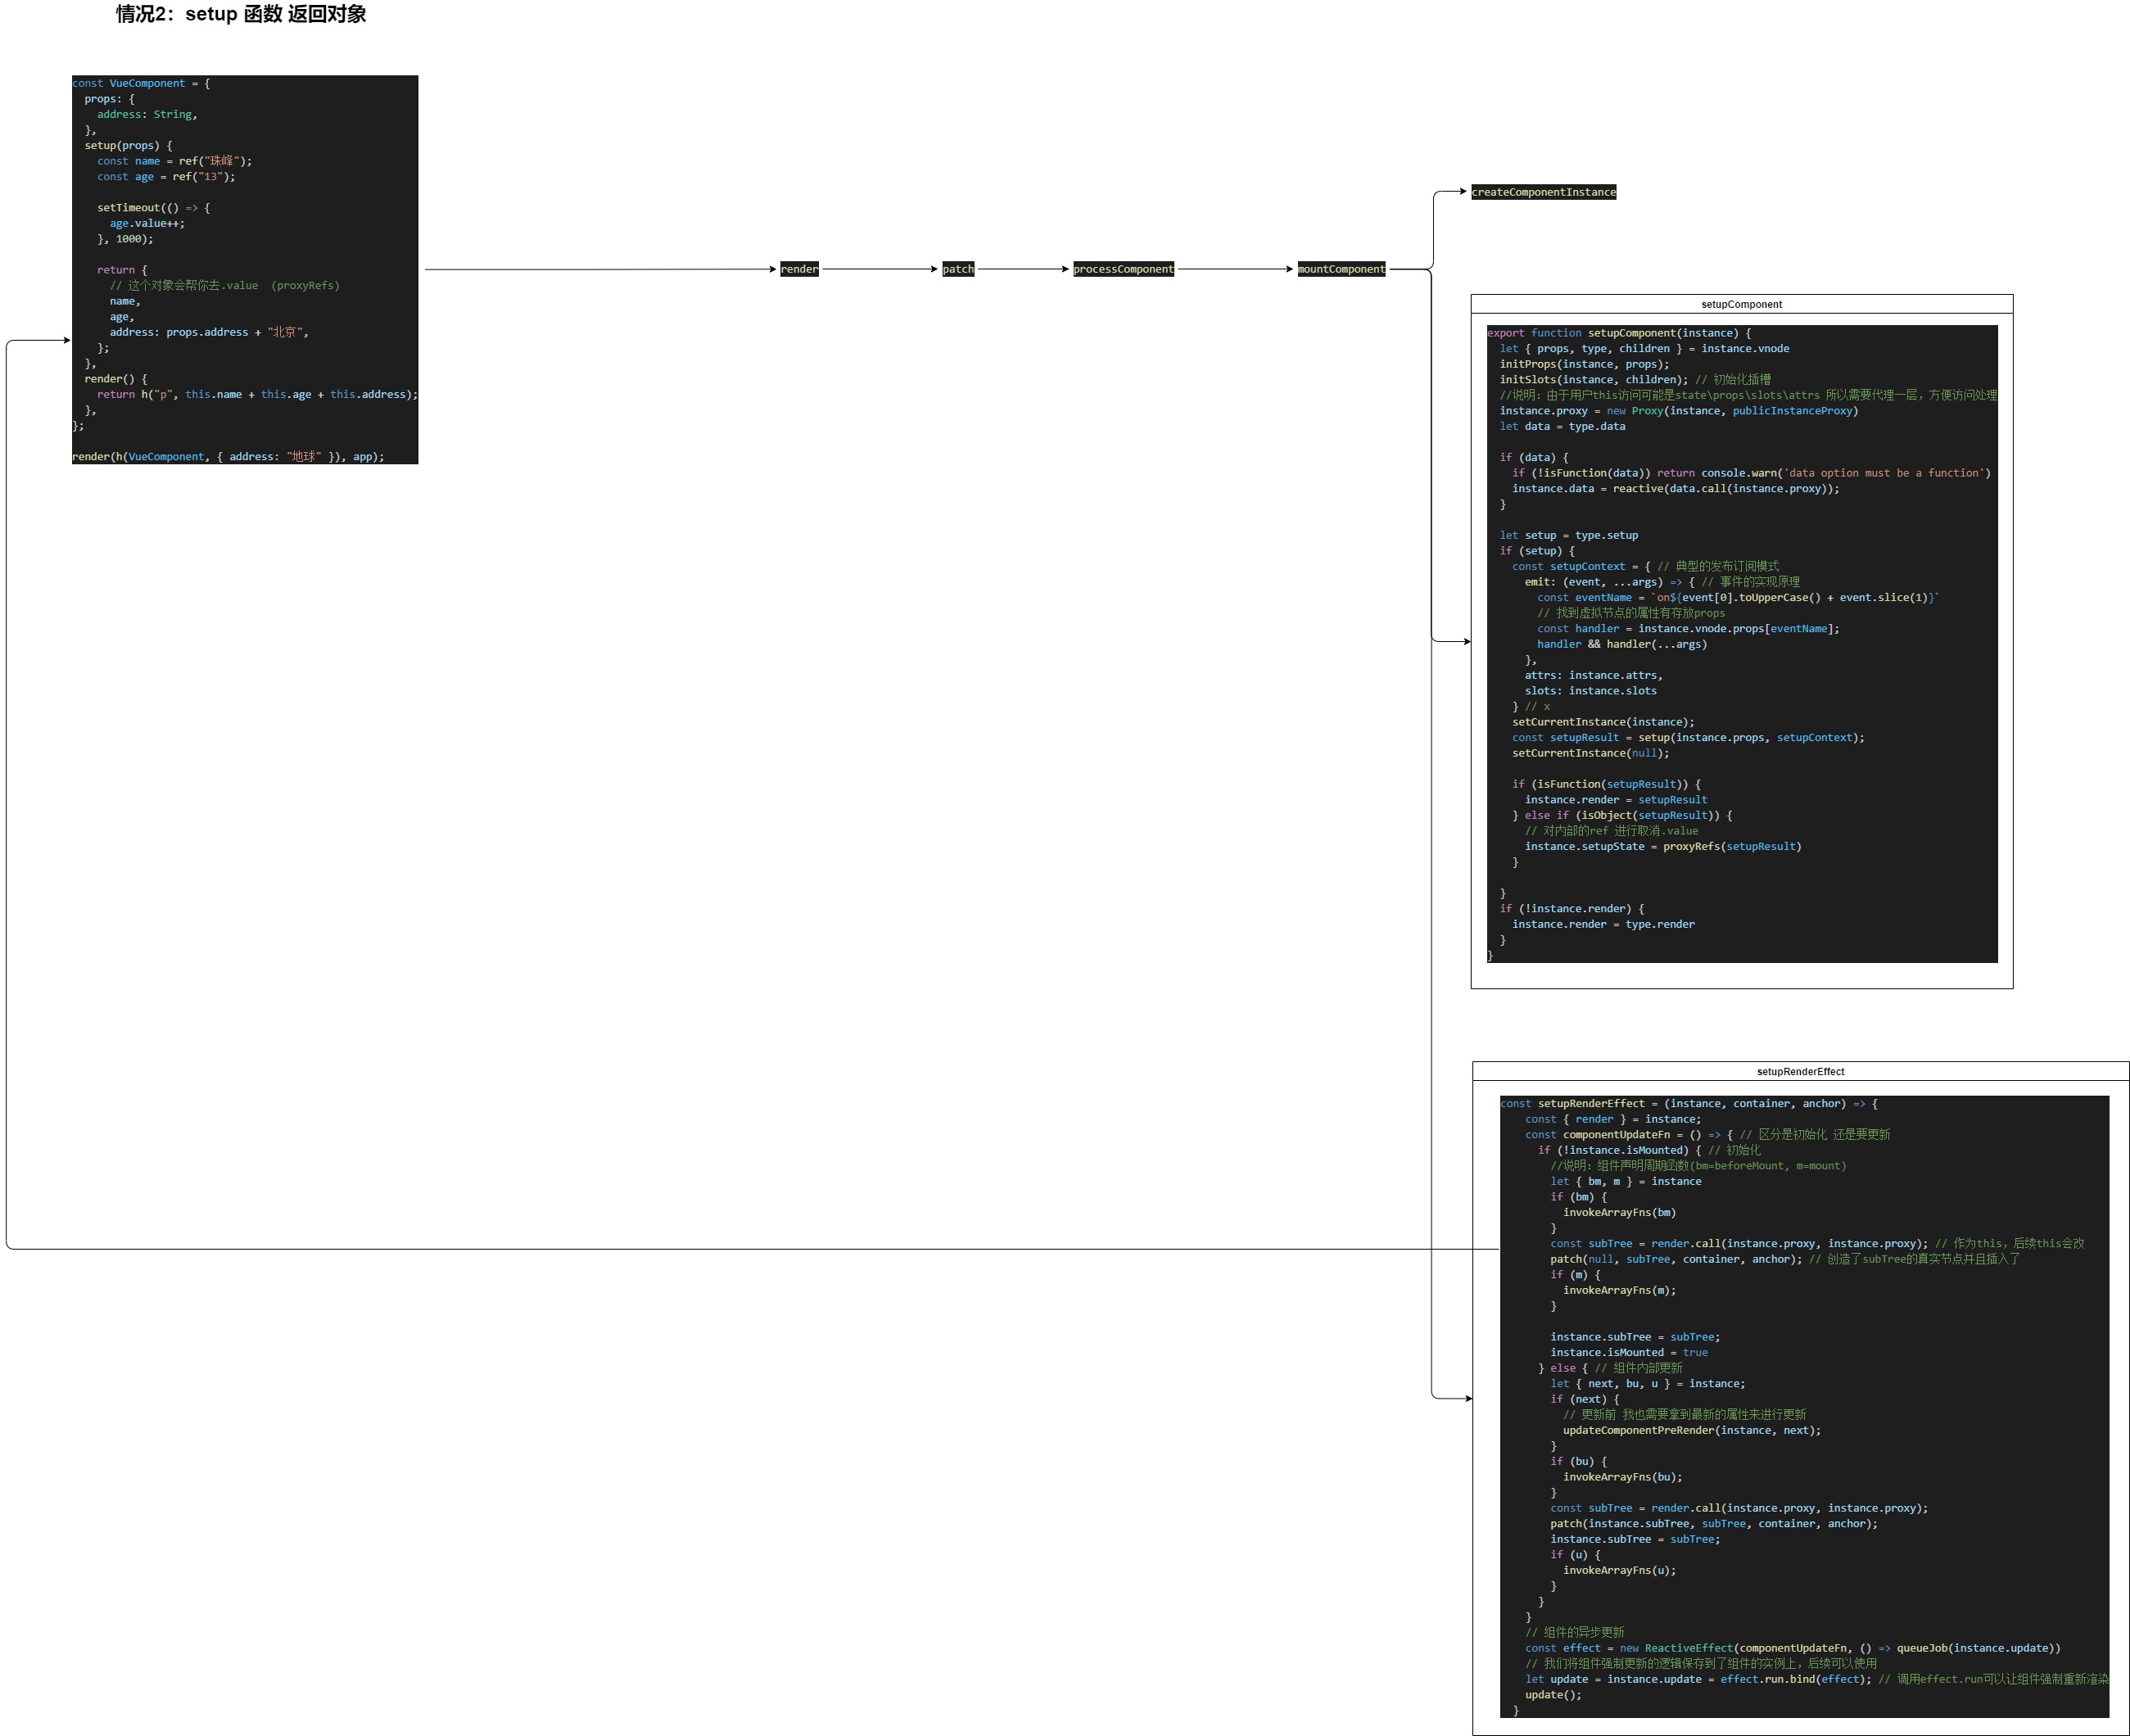 情况2：setup 函数 返回对象
const VueComponent = {
  props: {
    address: String,
  },
  setup(props) {
    const name = ref("珠峰");
    const age = ref("13");

    setTimeout(() => {
      age.value++;
    }, 1000);

    return {
      // 这个对象会帮你去.value  (proxyRefs)
      name,
      age,
      address: props.address + "北京",
    };
  },
  render() {
    return h("p", this.name + this.age + this.address);
  },
};

render(h(VueComponent, { address: "地球" }), app);
render
patch
processComponent
mountComponent
createComponentInstance
setupComponent
export function setupComponent(instance) {
  let { props, type, children } = instance.vnode
  initProps(instance, props);
  initSlots(instance, children); // 初始化插槽
  //说明：由于用户this访问可能是state\props\slots\attrs 所以需要代理一层，方便访问处理
  instance.proxy = new Proxy(instance, publicInstanceProxy)
  let data = type.data

  if (data) {
    if (!isFunction(data)) return console.warn('data option must be a function')
    instance.data = reactive(data.call(instance.proxy));
  }

  let setup = type.setup
  if (setup) {
    const setupContext = { // 典型的发布订阅模式
      emit: (event, ...args) => { // 事件的实现原理
        const eventName = `on${event[0].toUpperCase() + event.slice(1)}`
        // 找到虚拟节点的属性有存放props
        const handler = instance.vnode.props[eventName];
        handler && handler(...args)
      },
      attrs: instance.attrs,
      slots: instance.slots
    } // x
    setCurrentInstance(instance);
    const setupResult = setup(instance.props, setupContext);
    setCurrentInstance(null);

    if (isFunction(setupResult)) {
      instance.render = setupResult
    } else if (isObject(setupResult)) {
      // 对内部的ref 进行取消.value
      instance.setupState = proxyRefs(setupResult)
    }

  }
  if (!instance.render) {
    instance.render = type.render
  }
}
setupRenderEffect
const setupRenderEffect = (instance, container, anchor) => {
    const { render } = instance;
    const componentUpdateFn = () => { // 区分是初始化 还是要更新
      if (!instance.isMounted) { // 初始化
        //说明：组件声明周期函数(bm=beforeMount, m=mount)
        let { bm, m } = instance
        if (bm) {
          invokeArrayFns(bm)
        }
        const subTree = render.call(instance.proxy, instance.proxy); // 作为this，后续this会改
        patch(null, subTree, container, anchor); // 创造了subTree的真实节点并且插入了
        if (m) {
          invokeArrayFns(m);
        }

        instance.subTree = subTree;
        instance.isMounted = true
      } else { // 组件内部更新
        let { next, bu, u } = instance;
        if (next) {
          // 更新前 我也需要拿到最新的属性来进行更新
          updateComponentPreRender(instance, next);
        }
        if (bu) {
          invokeArrayFns(bu);
        }
        const subTree = render.call(instance.proxy, instance.proxy);
        patch(instance.subTree, subTree, container, anchor);
        instance.subTree = subTree;
        if (u) {
          invokeArrayFns(u);
        }
      }
    }
    // 组件的异步更新
    const effect = new ReactiveEffect(componentUpdateFn, () => queueJob(instance.update))
    // 我们将组件强制更新的逻辑保存到了组件的实例上，后续可以使用
    let update = instance.update = effect.run.bind(effect); // 调用effect.run可以让组件强制重新渲染
    update();
  }